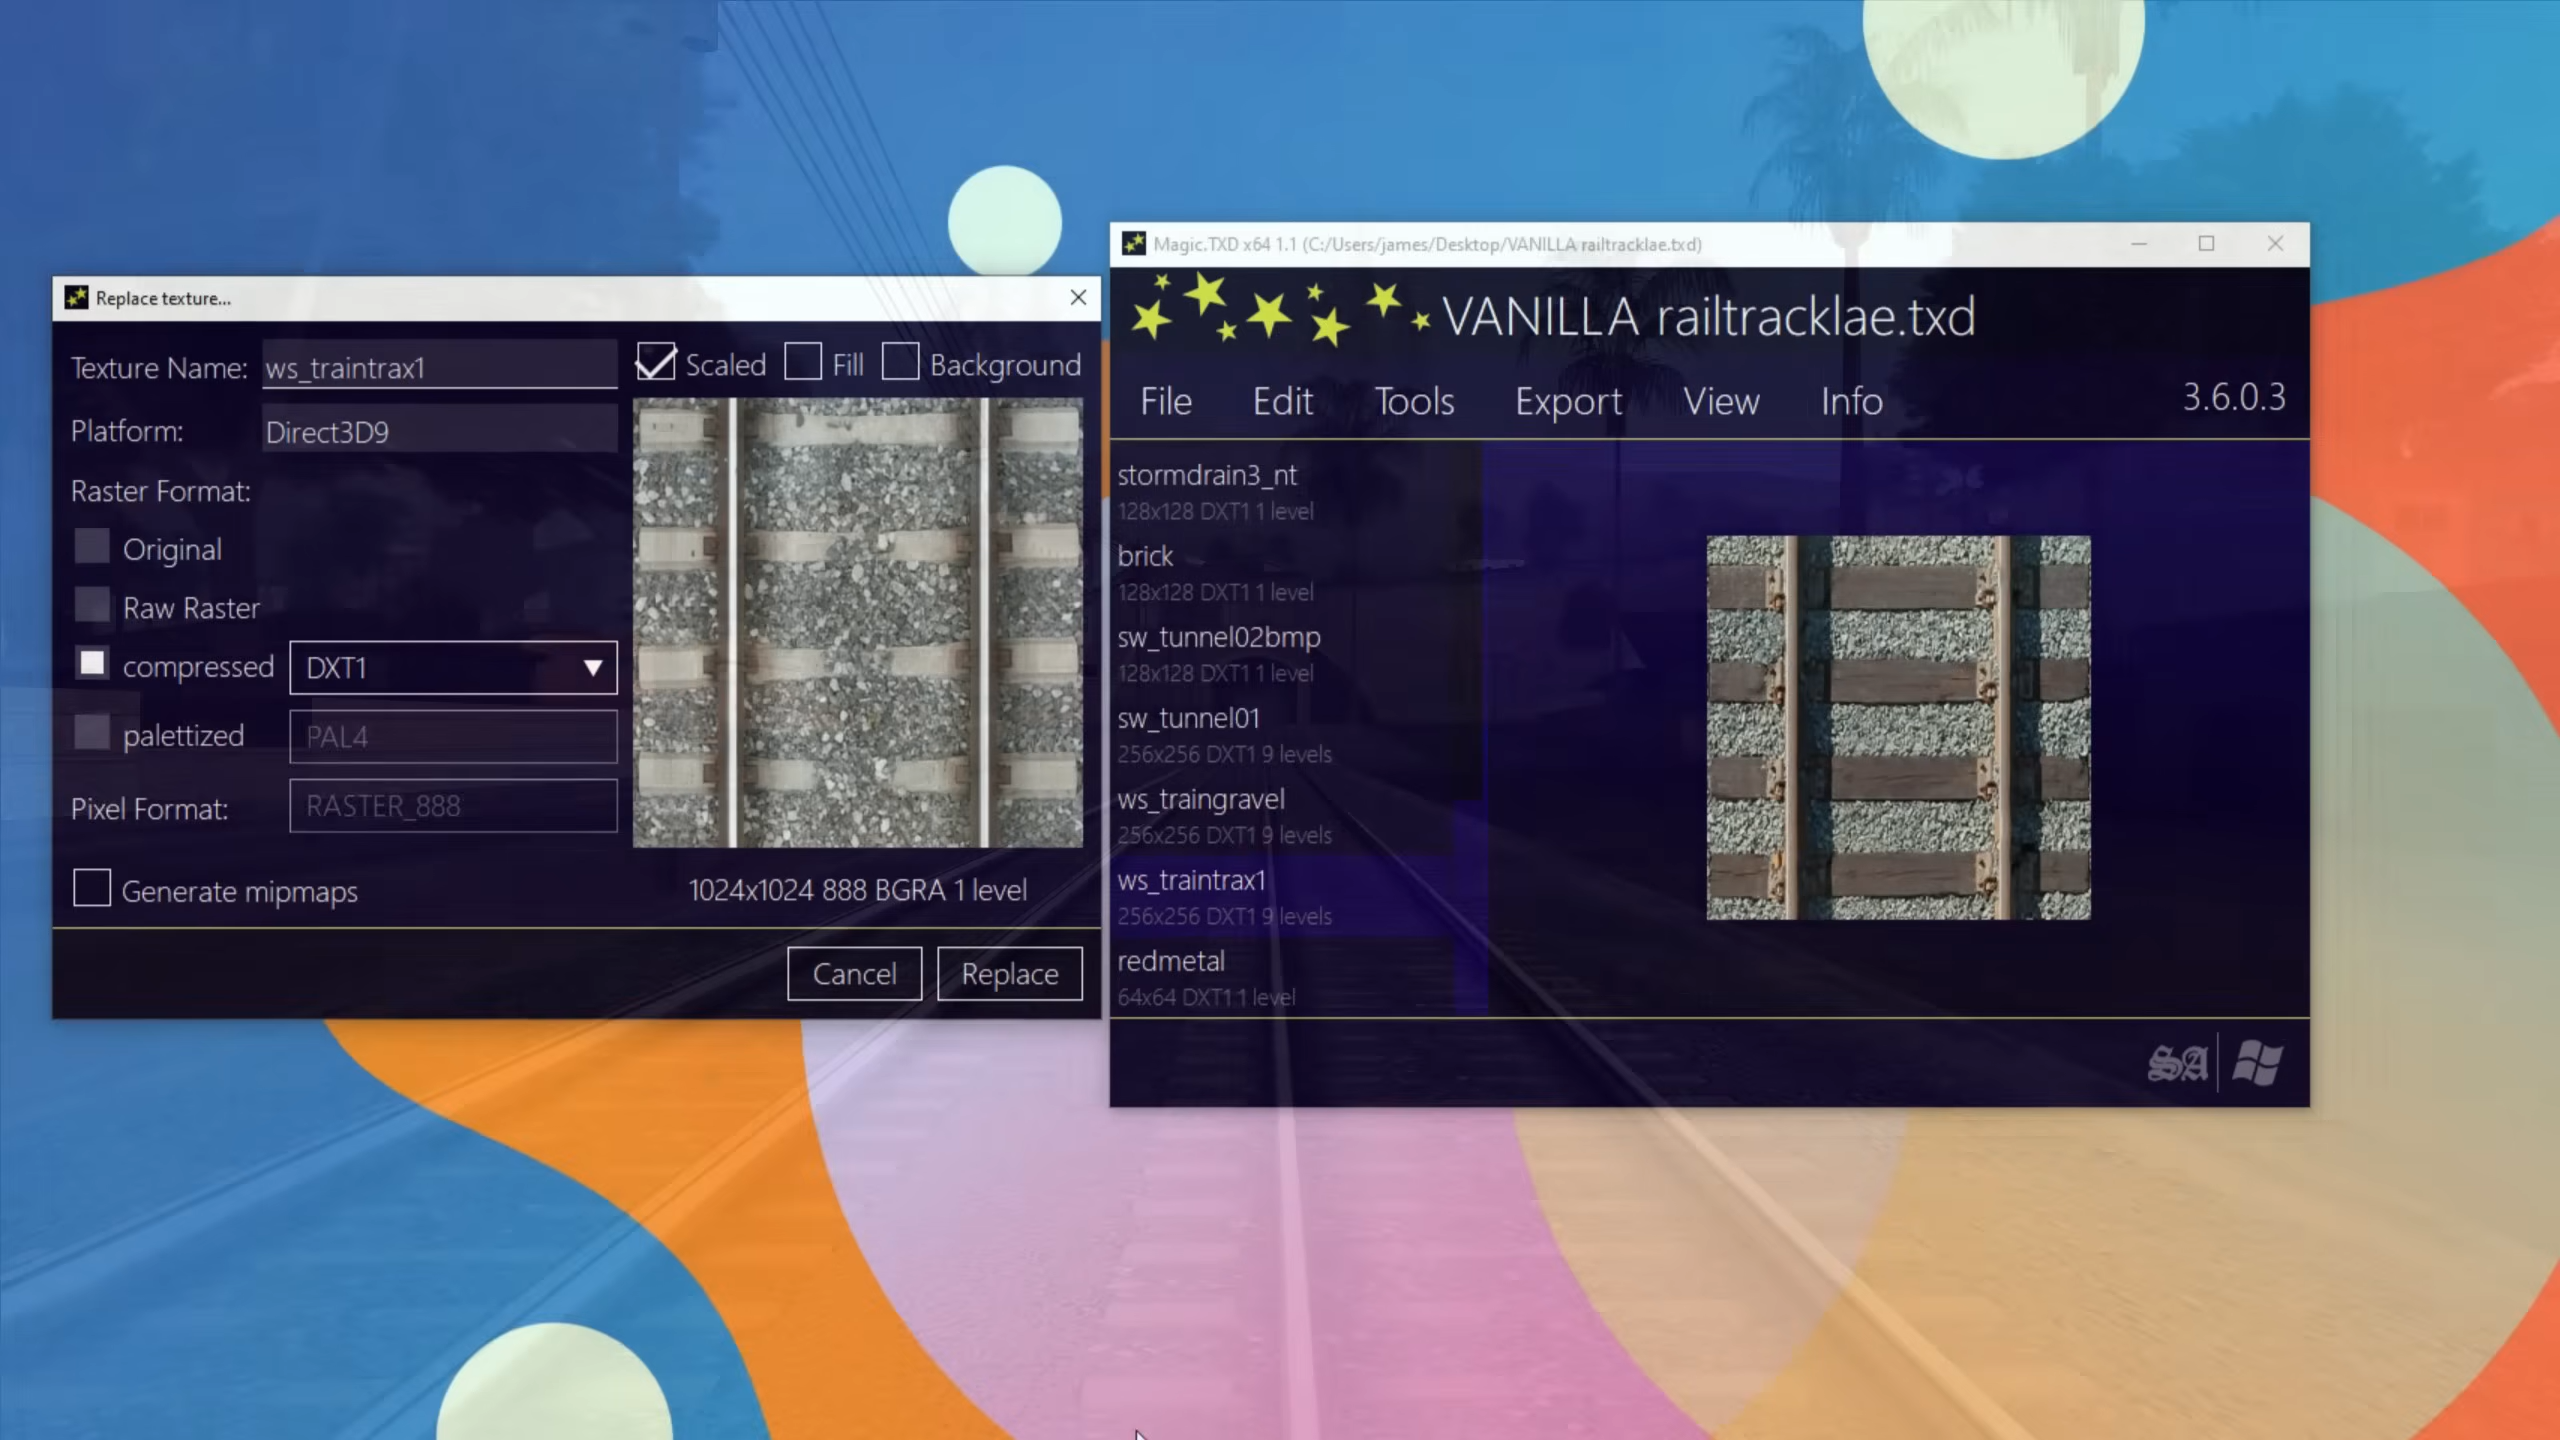 Replace texture...
Texture Name: ws_traintrax1
Platform: Direct3D9
Raster Format:
Original
Raw Raster
compressed DXT1
palettized PAL4
Pixel Format: RASTER_888
Generate mipmaps
Scaled Fill Background
1024x1024 888 BGRA 1 level
Cancel Replace
Magic.TXD x64 1.1 (C:/Users/james/Desktop/VANILLA railtracklae.txd)
VANILLA railtracklae.txd
File Edit Tools Export View Info 3.6.0.3
stormdrain3_nt
128x128 DXT1 1 level
brick
128x128 DXT1 1 level
sw_tunnel02bmp
128x128 DXT1 1 level
sw_tunnel01
256x256 DXT1 9 levels
ws_traingravel
256x256 DXT1 9 levels
ws_traintrax1
256x256 DXT1 9 levels
redmetal
64x64 DXT1 1 level
SA